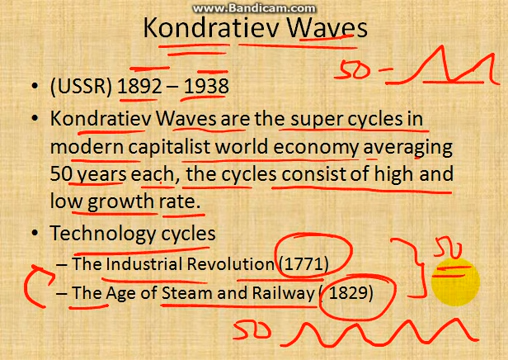 www.Bandicam.com
Kondratiev Waves
50 -
• (USSR) 1892 – 1938
• Kondratiev Waves are the super cycles in
modern capitalist world economy averaging
50 years each, the cycles consist of high and
low growth rate.
• Technology cycles
– The Industrial Revolution (1771)
50
– The Age of Steam and Railway ( 1829)
50